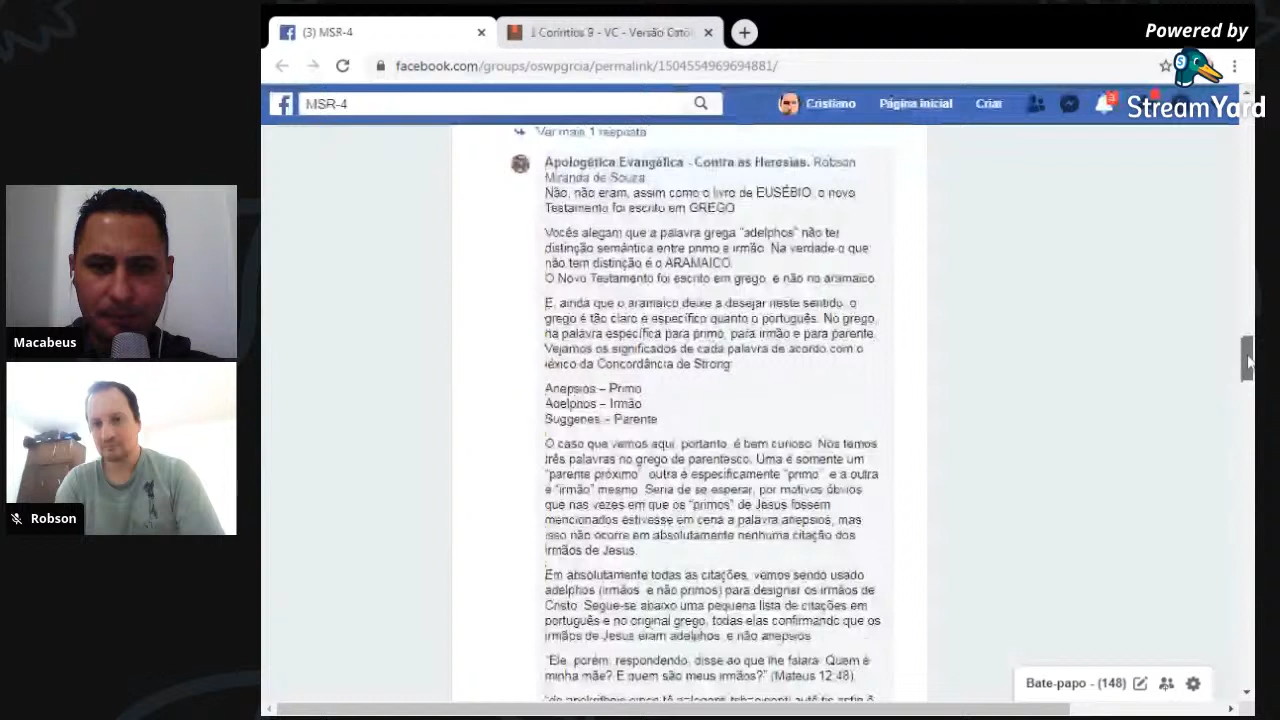 (3) MSR-4
Coríntios 9 - VC - Versão Catól
Powered by
facebook.com/groups/oswpgrcia/permalink/1504554969694881/
StreamYard
MSR-4
Cristiano
Página inicial
Criar
Ver mais 1 resposta
Apologética Evangélica - Contra as Heresias. Robson
Miranda de Souza
Não, não eram, assim como o livro de EUSÉBIO o novo
Testamento foi escrito em GREGO
Vocês alegam que a palavra grega "adelphos" não ter
distinção semântica entre primo e irmão. Na verdade o que
não tem distinção é o ARAMAICO.
O Novo Testamento foi escrito em grego, e não no aramaico.
E, ainda que o aramaico deixe a desejar neste sentido, o
grego é tão claro e específico quanto o português. No grego,
há palavra específica para primo, para irmão e para parente.
Vejamos os significados de cada palavra de acordo com o
léxico da Concordância de Strong:
Anepsios – Primo
Adelphos – Irmão
Suggenes – Parente
O caso que vemos aqui, portanto, é bem curioso. Nós temos
três palavras no grego de parentesco. Uma é somente um
"parente próximo" outra é especificamente "primo" e a outra
é "irmão" mesmo. Seria de se esperar, por motivos óbvios
que nas vezes em que os "primos" de Jesus fossem
mencionados estivesse em cena a palavra anepsios, mas
isso não ocorre em absolutamente nenhuma citação dos
irmãos de Jesus.
Em absolutamente todas as citações, vemos sendo usado
adelphos (irmãos, e não primos) para designar os irmãos de
Cristo. Segue-se abaixo uma pequena lista de citações em
português e no original grego, todas elas confirmando que os
irmãos de Jesus eram adelphos, e não anepsios
"Ele, porém, respondendo, disse ao que lhe falara: Quem é
minha mãe? E quem são meus irmãos?" (Mateus 12:48)
Macabeus
Robson
Bate-papo - (148)